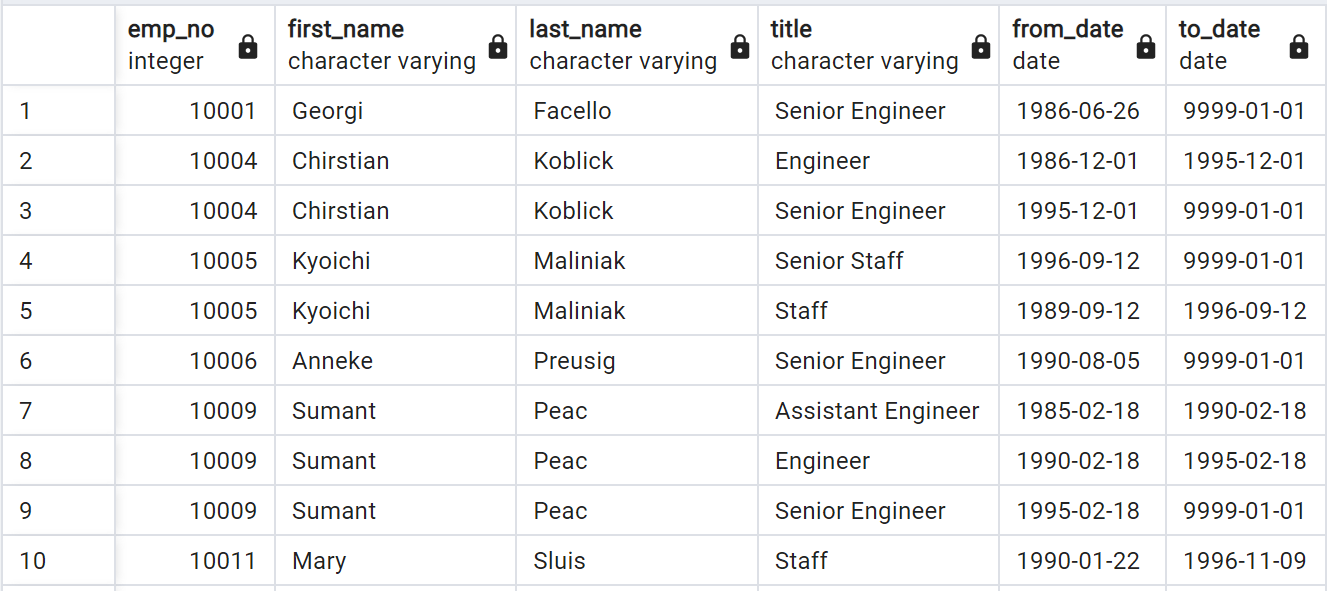 emp_no first_name last_name title from_date to_date
integer character varying character varying character varying date date
1 10001 Georgi Facello Senior Engineer 1986-06-26 9999-01-01
2 10004 Chirstian Koblick Engineer 1986-12-01 1995-12-01
3 10004 Chirstian Koblick Senior Engineer 1995-12-01 9999-01-01
4 10005 Kyoichi Maliniak Senior Staff 1996-09-12 9999-01-01
5 10005 Kyoichi Maliniak Staff 1989-09-12 1996-09-12
6 10006 Anneke Preusig Senior Engineer 1990-08-05 9999-01-01
7 10009 Sumant Peac Assistant Engineer 1985-02-18 1990-02-18
8 10009 Sumant Peac Engineer 1990-02-18 1995-02-18
9 10009 Sumant Peac Senior Engineer 1995-02-18 9999-01-01
10 10011 Mary Sluis Staff 1990-01-22 1996-11-09